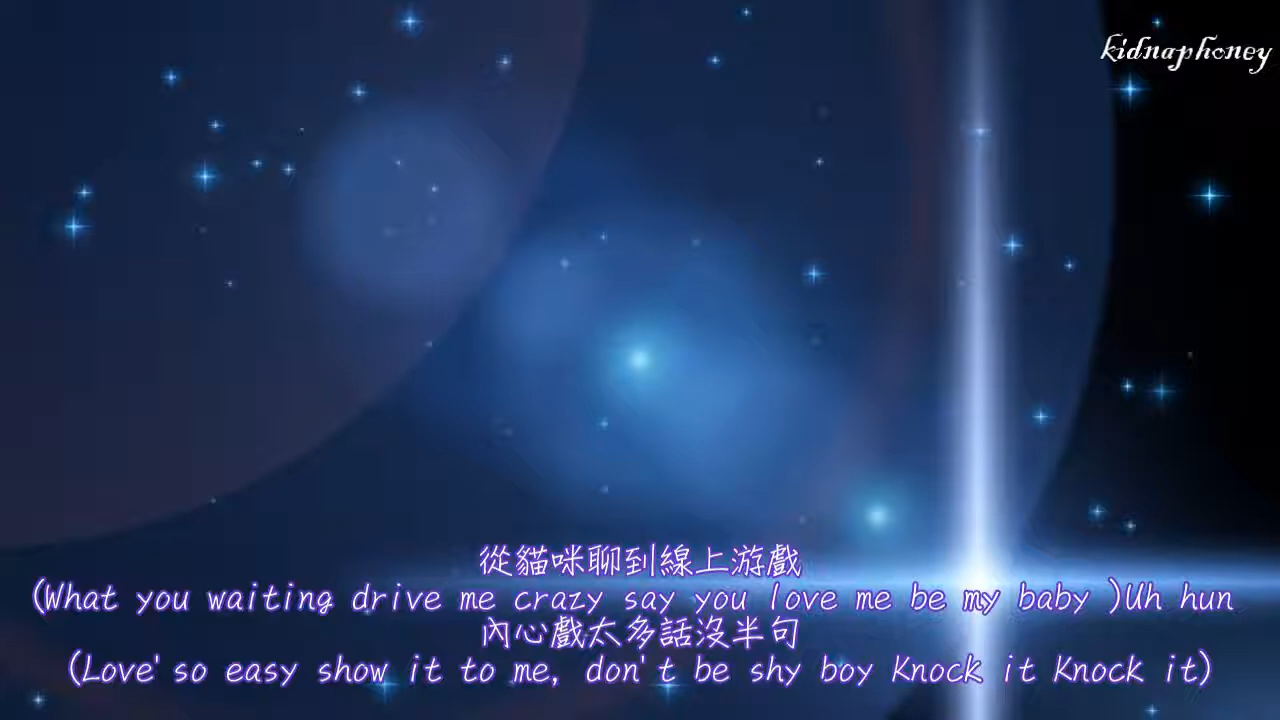 kidnaphoney
從貓咪聊到線上游戲
(What you waiting drive me crazy say you love me be my baby )Uh hun
內心戲太多話沒半句
(Love' so easy show it to me, don't be shy boy Knock it Knock it)